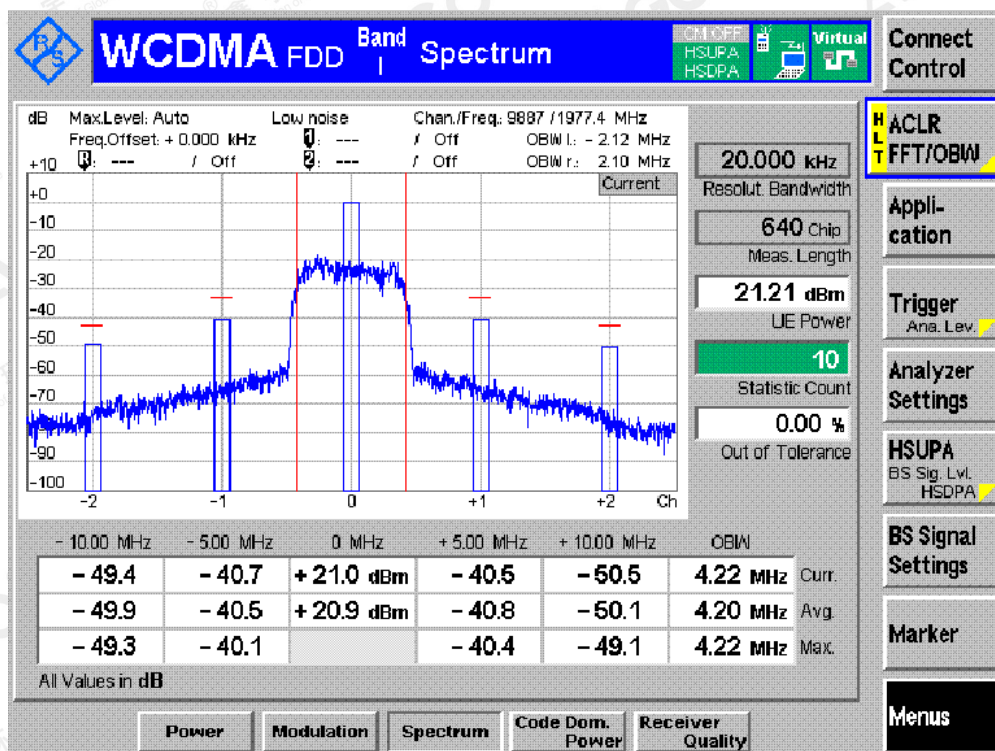 R S
WCDMA FDD Band I Spectrum
CMI OFF
HSUPA
HSDPA
Virtual
Connect
Control
dB Max.Level: Auto Low noise Chan./Freq.: 9887 /1977.4 MHz
Freq.Offset: + 0.000 kHz 1: --- / Off OBW l.: - 2.12 MHz
+10 R: --- / Off 2: --- / Off OBW r.: 2.10 MHz
Current
+0
-10
-20
-30
-40
-50
-60
-70
-90
-100
-2 -1 0 +1 +2 Ch
20.000 kHz
Resolut. Bandwidth
640 Chip
Meas. Length
21.21 dBm
UE Power
10
Statistic Count
0.00 %
Out of Tolerance
- 10.00 MHz - 5.00 MHz 0 MHz + 5.00 MHz + 10.00 MHz OBW
- 49.4 - 40.7 + 21.0 dBm - 40.5 - 50.5 4.22 MHz Curr.
- 49.9 - 40.5 + 20.9 dBm - 40.8 - 50.1 4.20 MHz Avg.
- 49.3 - 40.1 - 40.4 - 49.1 4.22 MHz Max.
All Values in dB
HLT
ACLR
FFT/OBW
Appli-
cation
Trigger
Ana. Lev.
Analyzer
Settings
HSUPA
BS Sig. Lvl.
HSDPA
BS Signal
Settings
Marker
Menus
Power Modulation Spectrum Code Dom. Power Receiver Quality